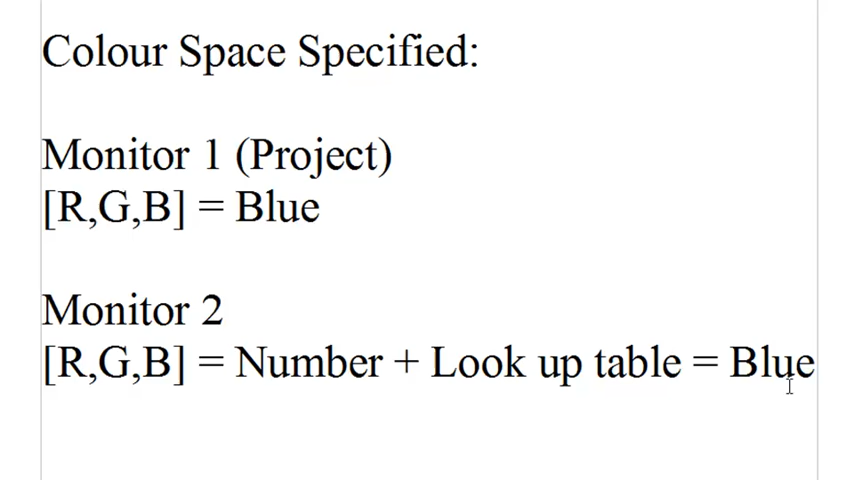 Colour Space Specified:
Monitor 1 (Project)
[R,G,B] = Blue
Monitor 2
[R,G,B] = Number + Look up table = Blue